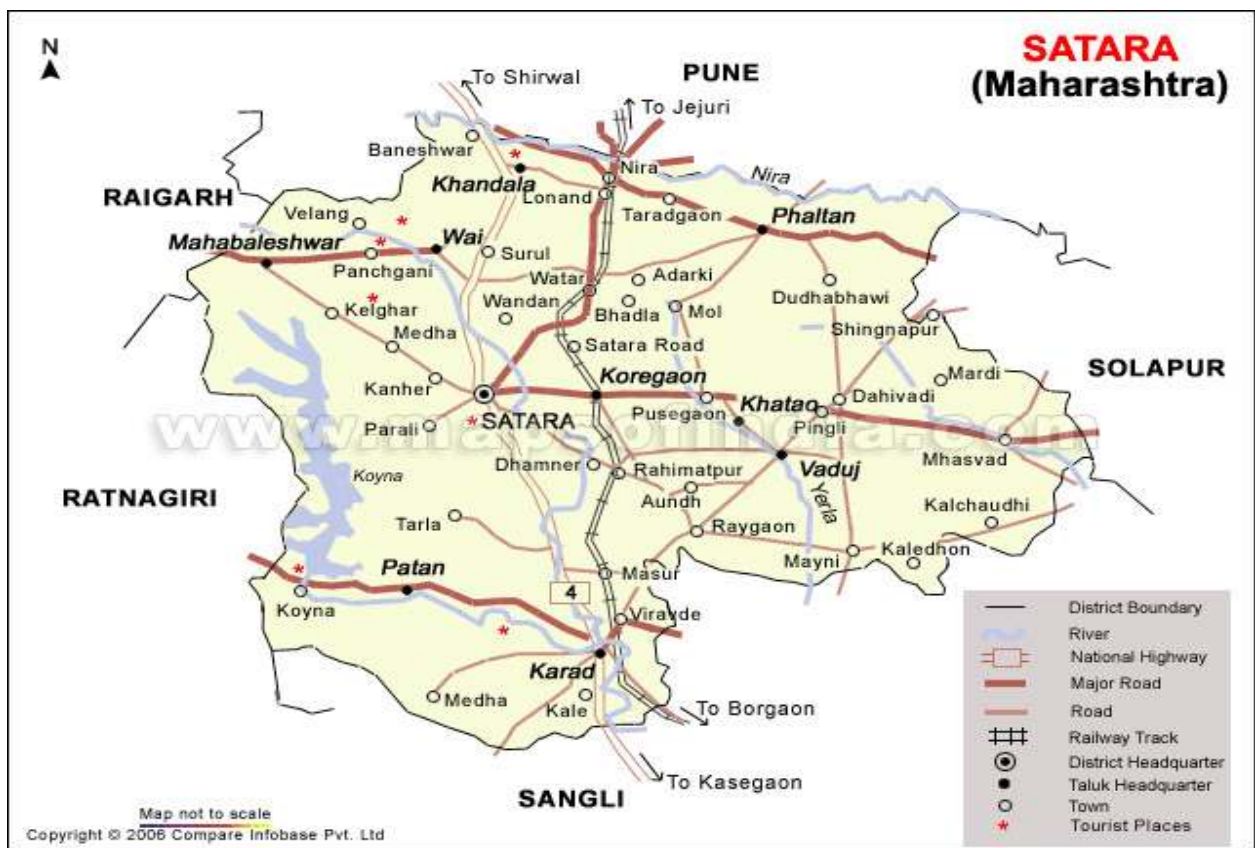 N
SATARA
(Maharashtra)
PUNE
To Shirwal
To Jejuri
Baneshwar
Nira
Nira
Khandala
Lonand
Taradgaon
Phaltan
RAIGARH
Velang
Mahabaleshwar
Wai
Surul
Panchgani
Watar
Adarki
Dudhabhawi
Kelghar
Wandan
Bhadla
Mol
Shingnapur
Medha
Satara Road
SOLAPUR
Kanher
Koregaon
Mardi
SATARA
Pusegaon
Khatao
Dahivadi
Pingli
www.mapsofindia.com
Parali
Mhasvad
Dhamner
Rahimatpur
Vaduj
Koyna
RATNAGIRI
Aundh
Yerla
Kalchaudhi
Tarla
Raygaon
Mayni
Kaledhon
Patan
Masur
4
Koyna
Viravde
Karad
Medha
Kale
To Borgaon
To Kasegaon
SANGLI
District Boundary
River
National Highway
Major Road
Road
Railway Track
District Headquarter
Taluk Headquarter
Town
Tourist Places
Map not to scale
Copyright © 2006 Compare Infobase Pvt. Ltd